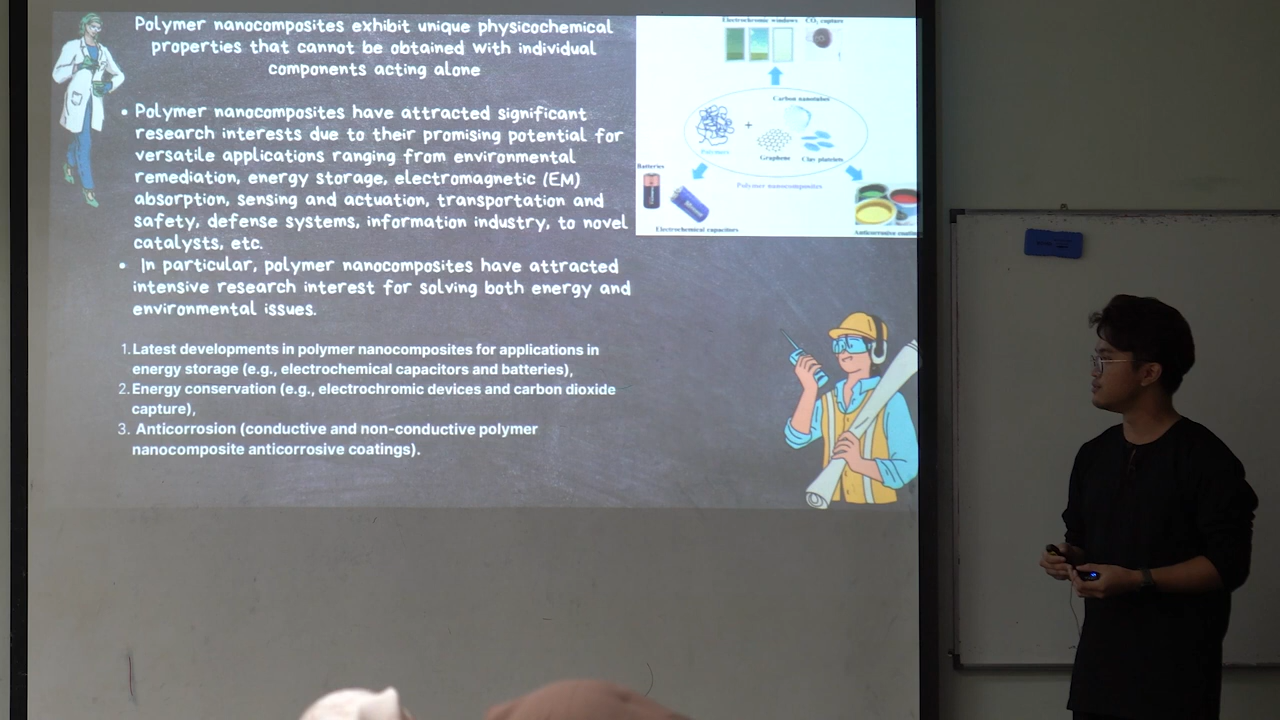 Polymer nanocomposites exhibit unique physicochemical
properties that cannot be obtained with individual
components acting alone
• Polymer nanocomposites have attracted significant
research interests due to their promising potential for
versatile applications ranging from environmental
remediation, energy storage, electromagnetic (EM)
absorption, sensing and actuation, transportation and
safety, defense systems, information industry, to novel
catalysts, etc.
• In particular, polymer nanocomposites have attracted
intensive research interest for solving both energy and
environmental issues.
1. Latest developments in polymer nanocomposites for applications in
energy storage (e.g., electrochemical capacitors and batteries),
2. Energy conservation (e.g., electrochromic devices and carbon dioxide
capture),
3. Anticorrosion (conductive and non-conductive polymer
nanocomposite anticorrosive coatings).
Electrochromic windows CO₂ capture
Carbon nanotubes
+
Polymers
Graphene Clay platelets
Batteries
Polymer nanocomposites
Electrochemical capacitors
Anticorrosive coatin